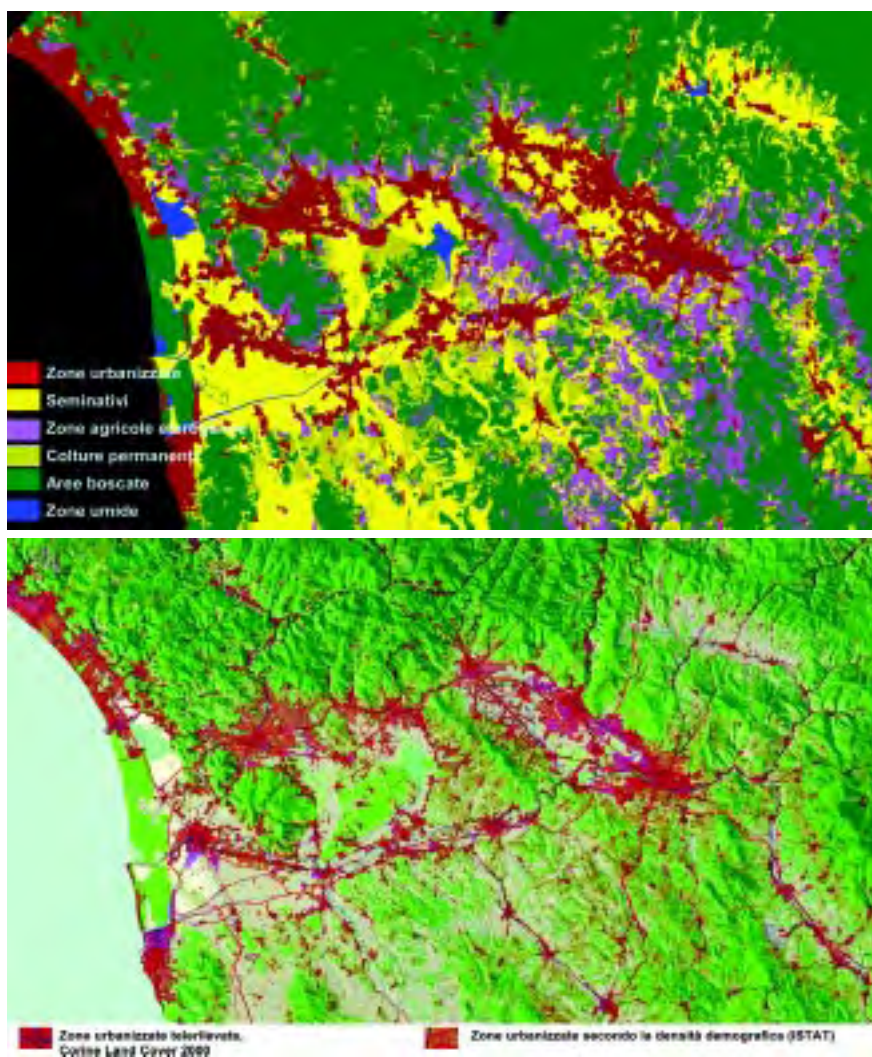 Zone urbanizzate
Seminativi
Zone agricole
Colture permanenti
Aree boscate
Zone umide
Zone urbanizzate telerilevate,
Corine Land Cover 2000
Zone urbanizzate secondo la densità demografica (ISTAT)